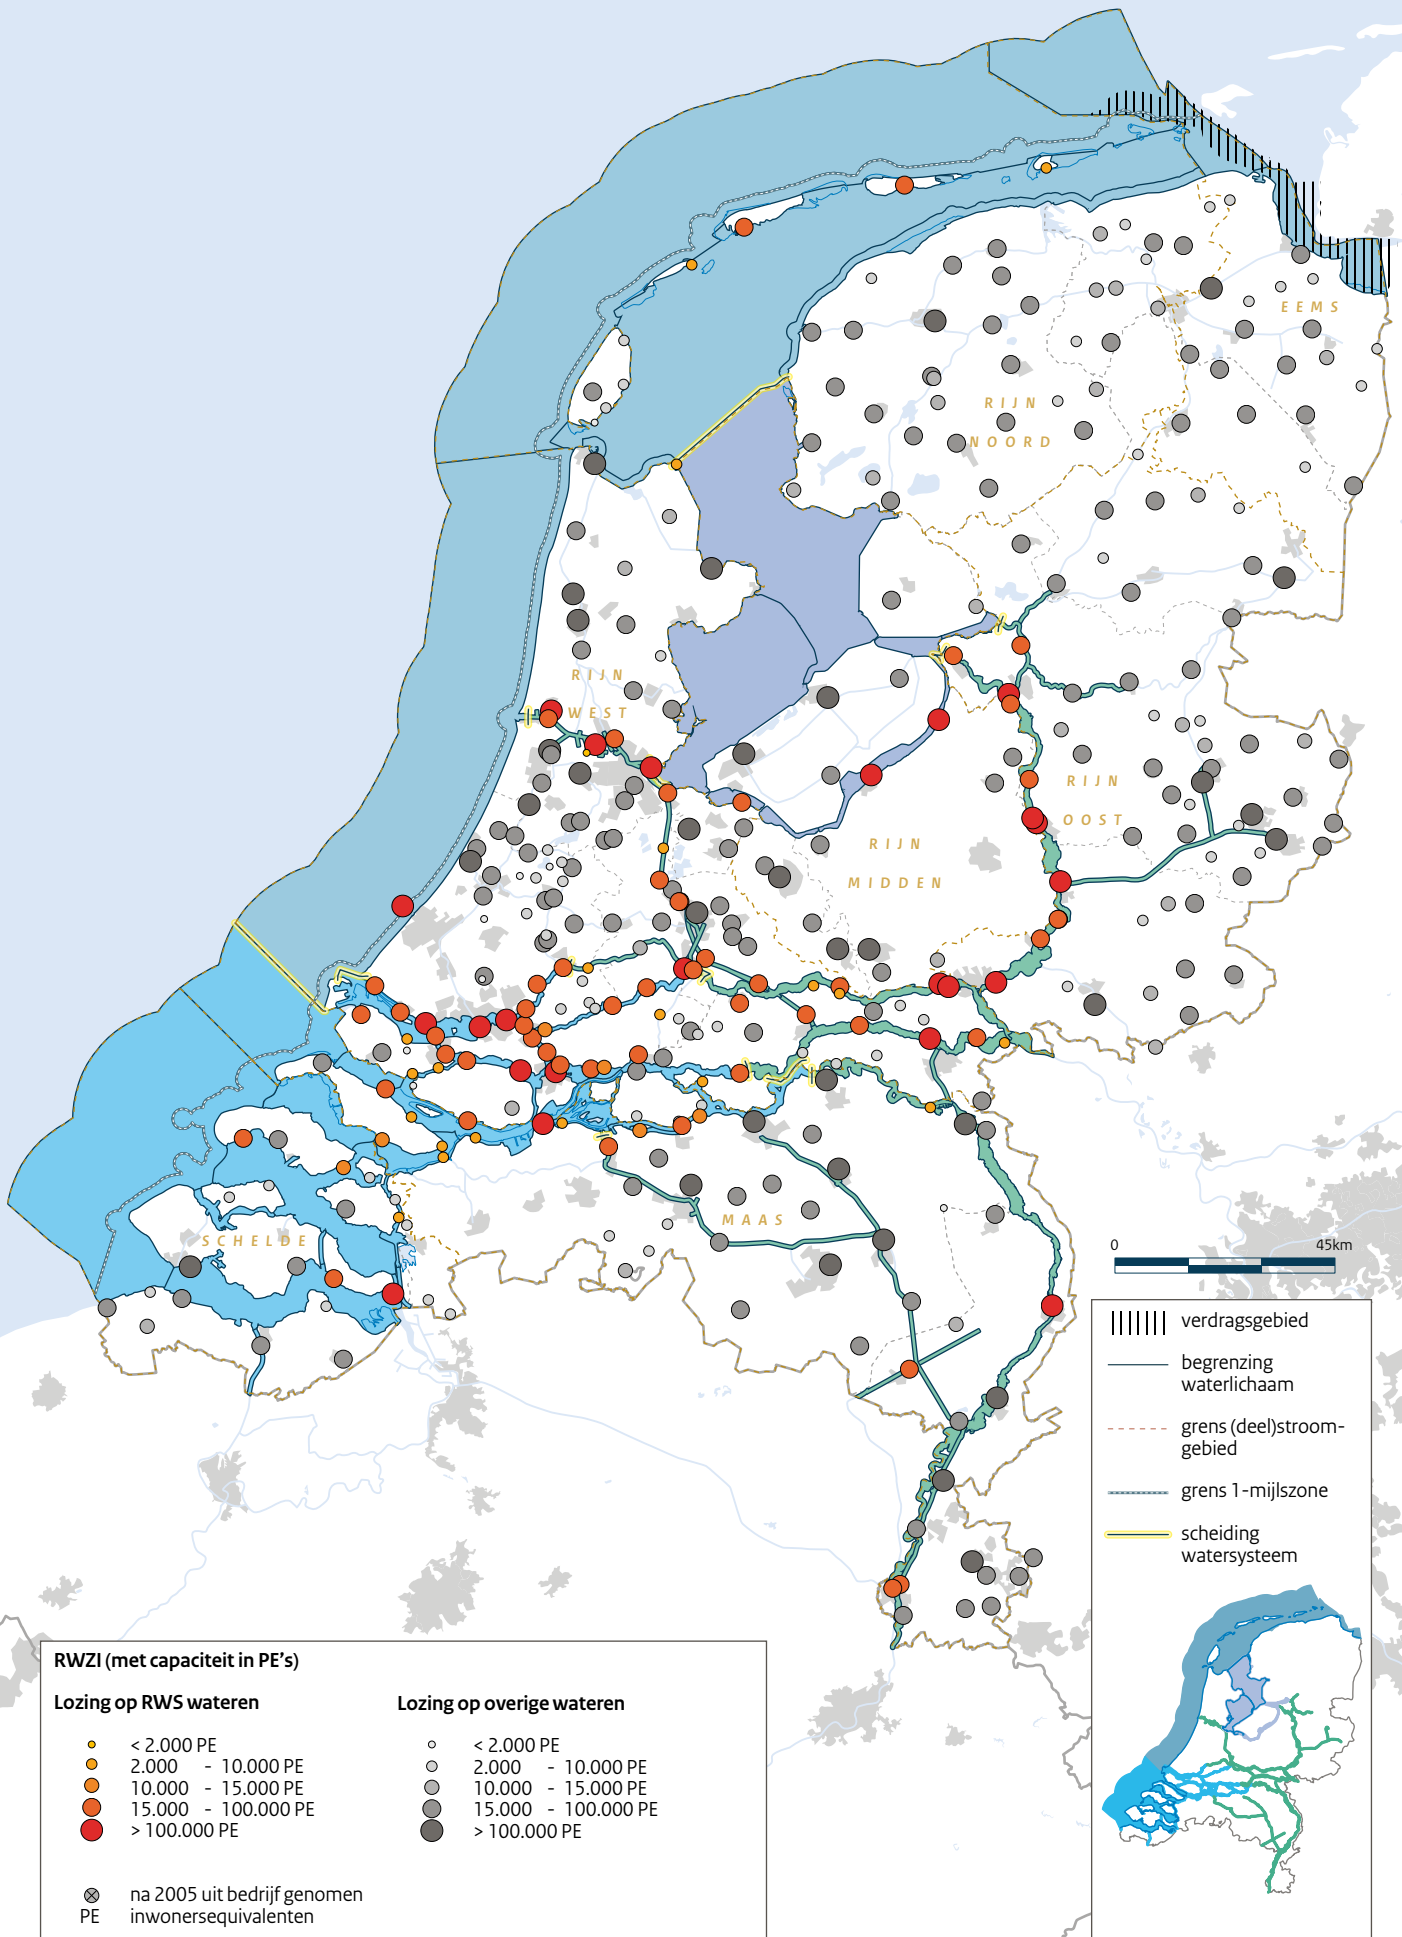 EEMS
RIJN
NOORD
RIJN
WEST
RIJN
OOST
RIJN
MIDDEN
MAAS
SCHELDE
0 45km
verdragsgebied
begrenzing
waterlichaam
grens (deel)stroom-
gebied
grens 1-mijlszone
scheiding
watersysteem
RWZI (met capaciteit in PE's)
Lozing op RWS wateren
< 2.000 PE
2.000 - 10.000 PE
10.000 - 15.000 PE
15.000 - 100.000 PE
> 100.000 PE
Lozing op overige wateren
< 2.000 PE
2.000 - 10.000 PE
10.000 - 15.000 PE
15.000 - 100.000 PE
> 100.000 PE
na 2005 uit bedrijf genomen
PE inwonersequivalenten